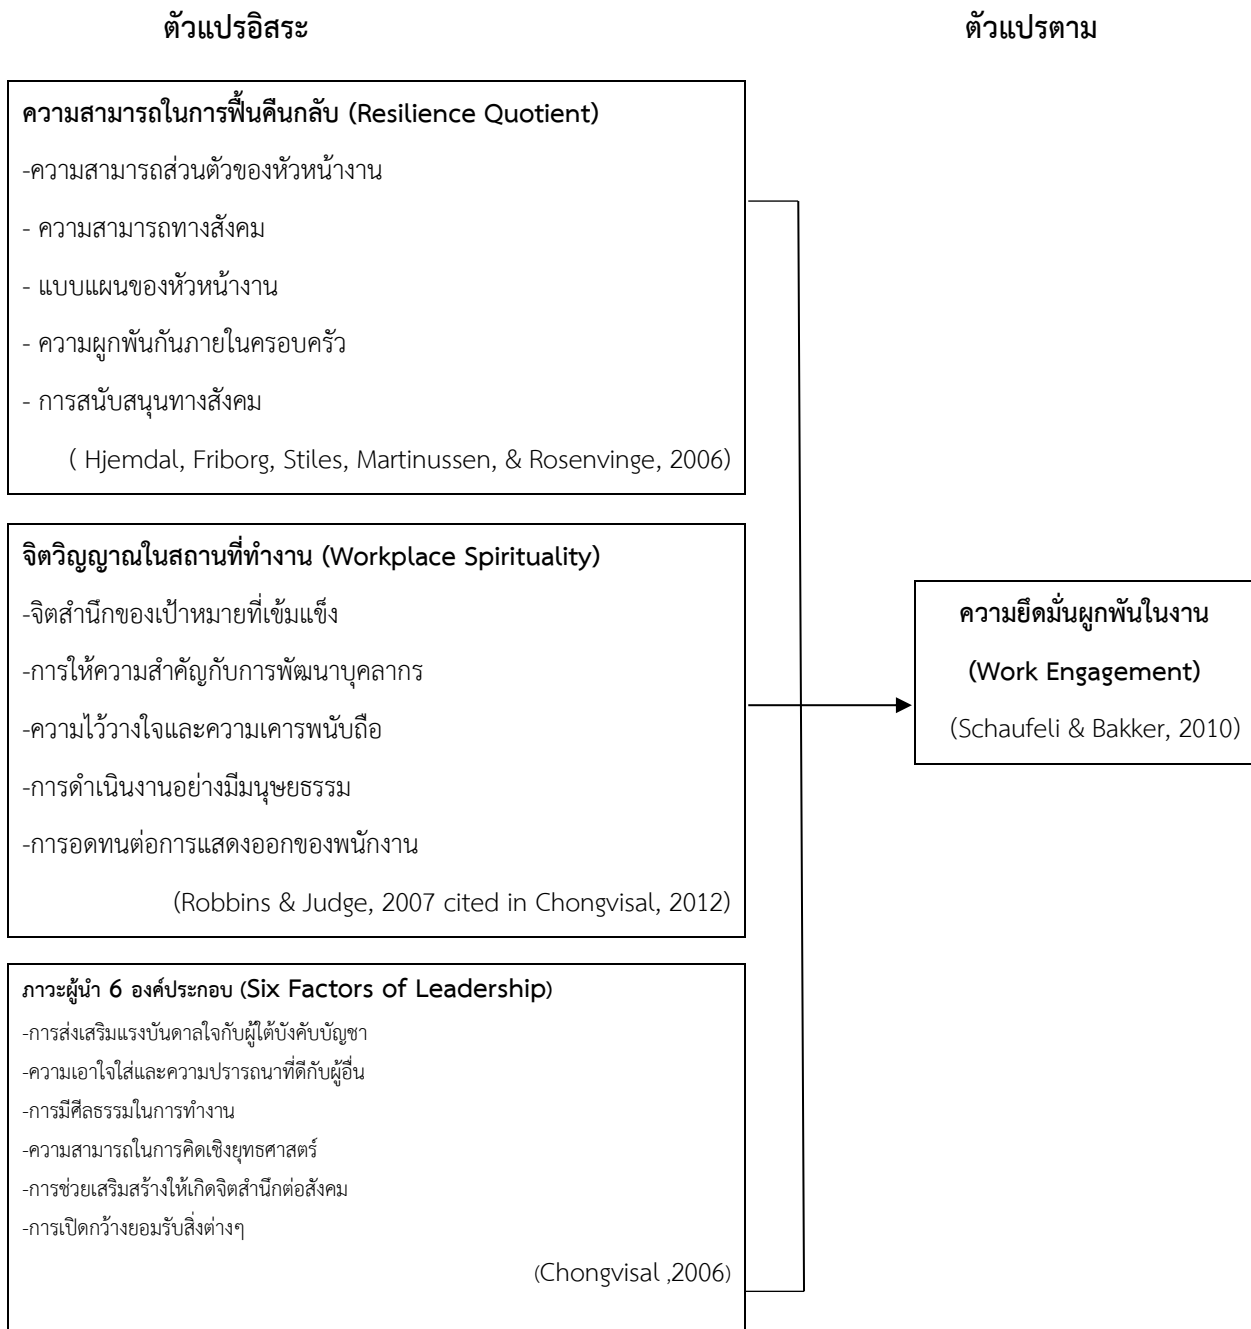 ตัวแปรอิสระ
ตัวแปรตาม
ความสามารถในการฟื้นคืนกลับ (Resilience Quotient)
-ความสามารถส่วนตัวของหัวหน้างาน
- ความสามารถทางสังคม
- แบบแผนของหัวหน้างาน
- ความผูกพันกันภายในครอบครัว
- การสนับสนุนทางสังคม
( Hjemdal, Friborg, Stiles, Martinussen, & Rosenvinge, 2006)
จิตวิญญาณในสถานที่ทำงาน (Workplace Spirituality)
-จิตสำนึกของเป้าหมายที่เข้มแข็ง
-การให้ความสำคัญกับการพัฒนาบุคลากร
-ความไว้วางใจและความเคารพนับถือ
-การดำเนินงานอย่างมีมนุษยธรรม
-การอดทนต่อการแสดงออกของพนักงาน
(Robbins & Judge, 2007 cited in Chongvisal, 2012)
ความยึดมั่นผูกพันในงาน
(Work Engagement)
(Schaufeli & Bakker, 2010)
ภาวะผู้นำ 6 องค์ประกอบ (Six Factors of Leadership)
-การส่งเสริมแรงบันดาลใจกับผู้ใต้บังคับบัญชา
-ความเอาใจใส่และความปรารถนาที่ดีกับผู้อื่น
-การมีศีลธรรมในการทำงาน
-ความสามารถในการคิดเชิงยุทธศาสตร์
-การช่วยเสริมสร้างให้เกิดจิตสำนึกต่อสังคม
-การเปิดกว้างยอมรับสิ่งต่างๆ
(Chongvisal ,2006)